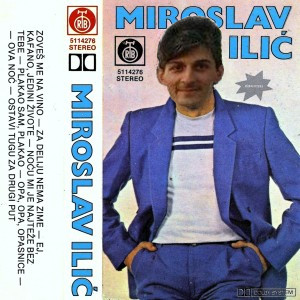 MIROSLAV
ILIĆ
PGP
RTB
5114276
STEREO
PGP
RTB
5114276
STEREO
MIROSLAV ILIĆ
ZOVEŠ ME NA VINO — ZA DELIJU NEMA ZIME — EJ,
KAFANO, JEDINI ŽIVOTE — NOĆU MI JE NAJTEŽE BEZ
TEBE — PLAKAO SAM, PLAKAO — OPA, OPA, OPASNICE —
— OVA NOĆ — OSTAVI TUGU ZA DRUGI PUT